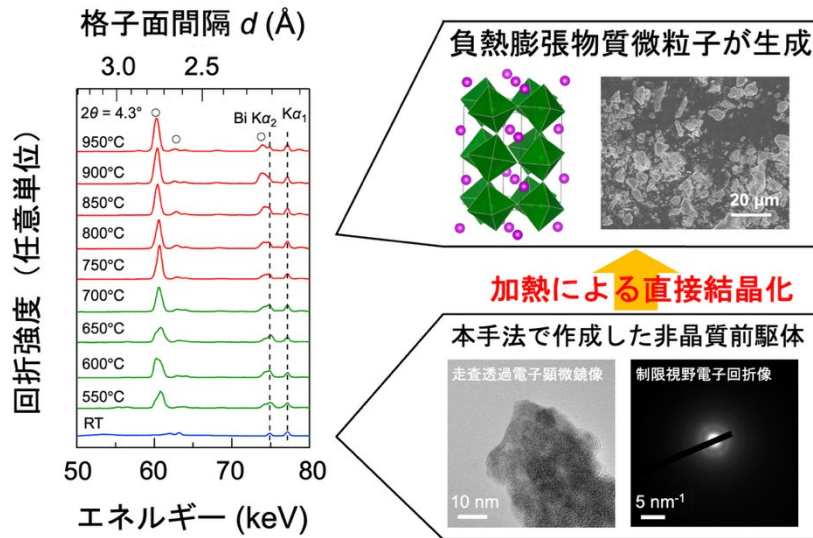 格子面間隔 d (Å)
3.0 2.5
2θ = 4.3°
Bi Kα2 Kα1
950°C
900°C
850°C
800°C
750°C
700°C
650°C
600°C
550°C
RT
50 60 70 80
エネルギー (keV)
回折強度（任意単位）
負熱膨張物質微粒子が生成
20 μm
加熱による直接結晶化
本手法で作成した非晶質前駆体
走査透過電子顕微鏡像
10 nm
制限視野電子回折像
5 nm⁻¹